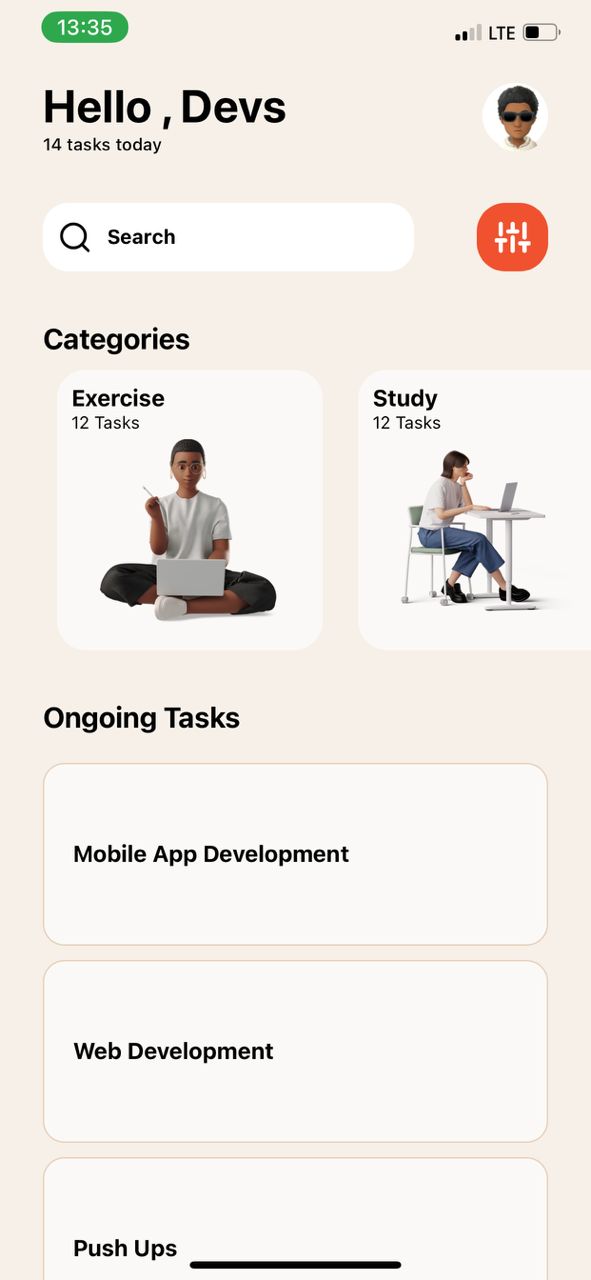 13:35
LTE
Hello , Devs
14 tasks today
Search
Categories
Exercise
12 Tasks
Study
12 Tasks
Ongoing Tasks
Mobile App Development
Web Development
Push Ups